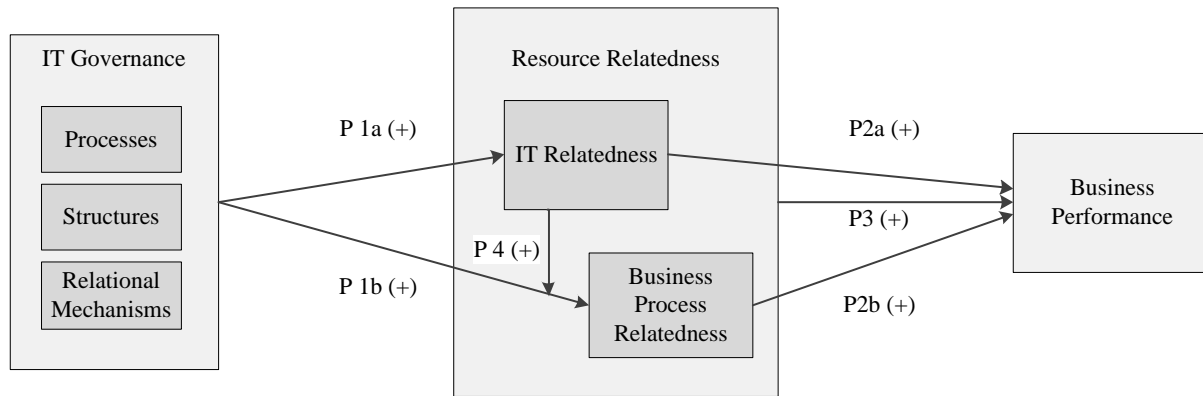 IT Governance
Processes
Structures
Relational
Mechanisms
P 1a (+)
P 1b (+)
Resource Relatedness
IT Relatedness
P 4 (+)
Business
Process
Relatedness
P2a (+)
P3 (+)
P2b (+)
Business
Performance